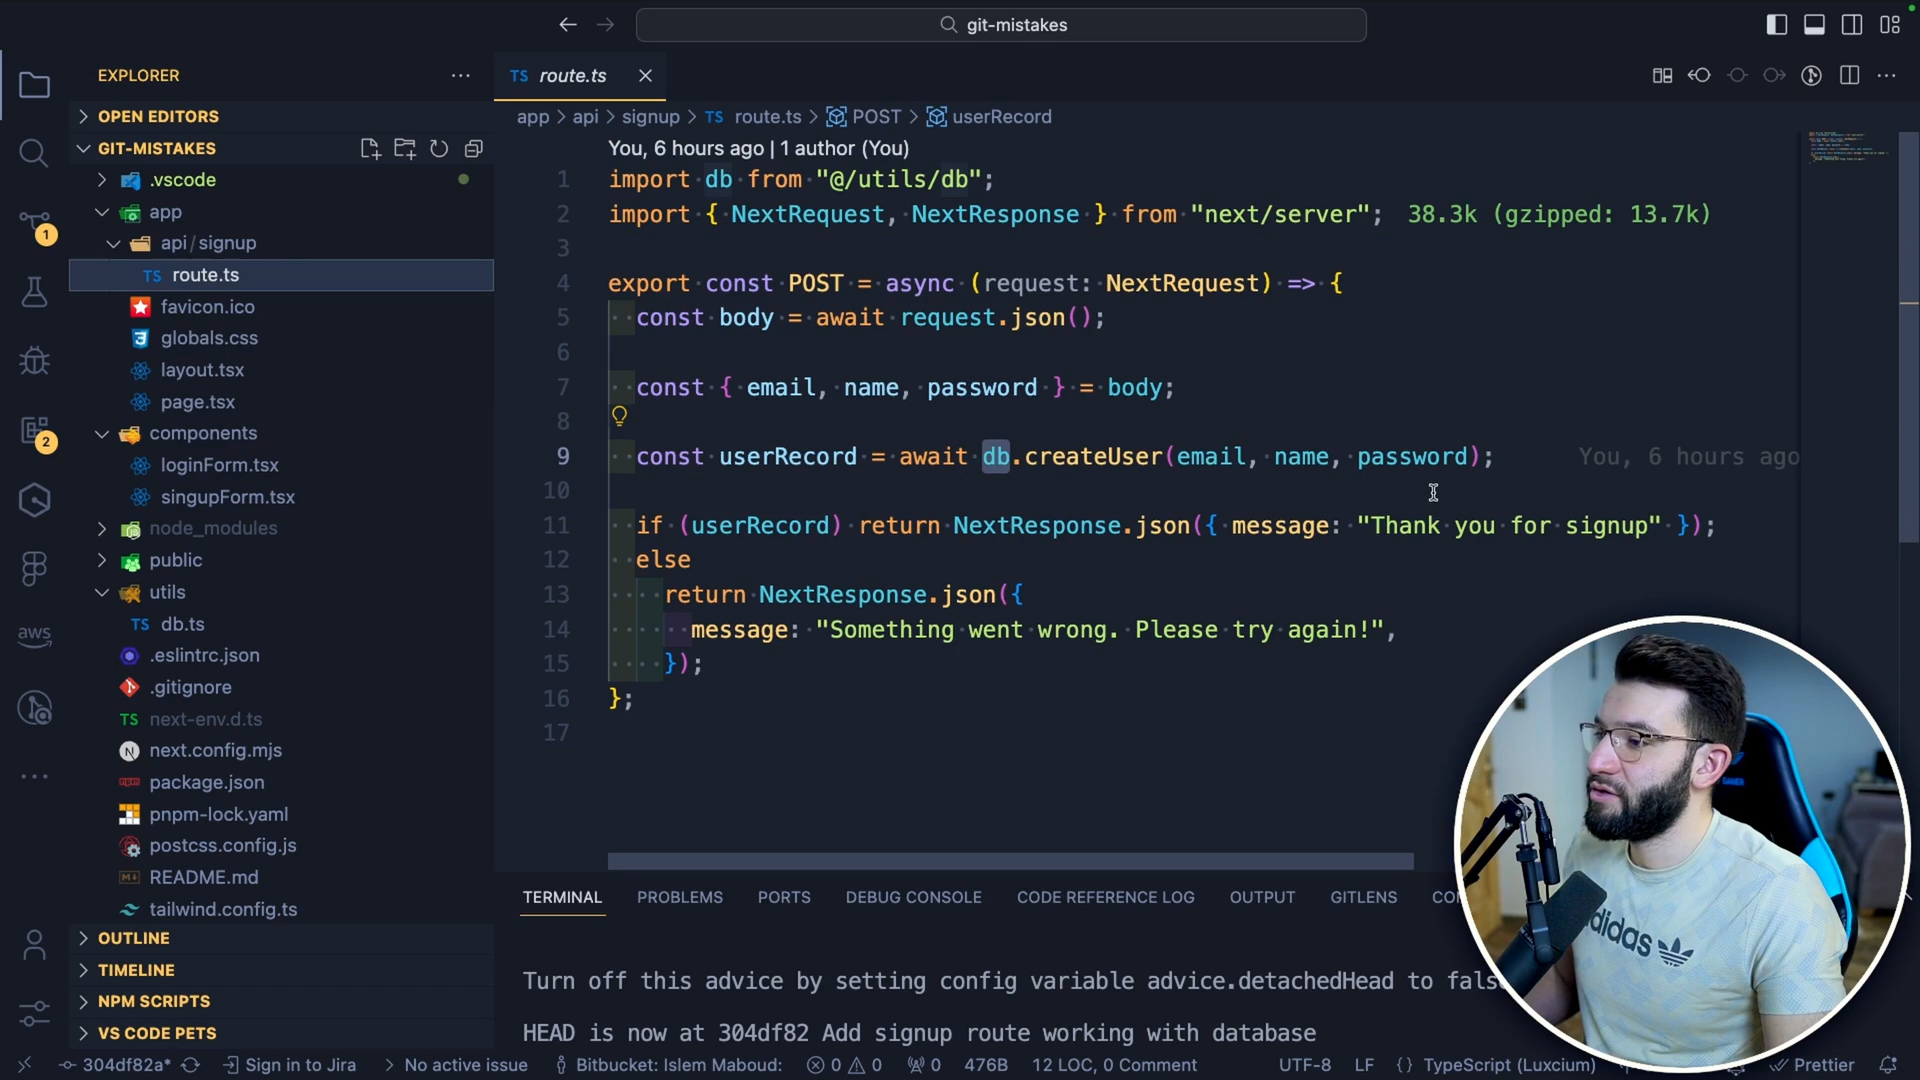 git-mistakes
EXPLORER
OPEN EDITORS
GIT-MISTAKES
.vscode
app
api/signup
TS route.ts
favicon.ico
globals.css
layout.tsx
page.tsx
components
loginForm.tsx
singupForm.tsx
node_modules
public
utils
TS db.ts
.eslintrc.json
.gitignore
TS next-env.d.ts
next.config.mjs
package.json
pnpm-lock.yaml
postcss.config.js
README.md
tailwind.config.ts
OUTLINE
TIMELINE
NPM SCRIPTS
VS CODE PETS
1
2
aws
TS route.ts
app > api > signup > TS route.ts > POST > userRecord
You, 6 hours ago | 1 author (You)
1 import db from "@/utils/db";
2 import { NextRequest, NextResponse } from "next/server"; 38.3k (gzipped: 13.7k)
3
4 export const POST = async (request: NextRequest) => {
5 const body = await request.json();
6
7 const { email, name, password } = body;
8
9 const userRecord = await db.createUser(email, name, password); You, 6 hours ago
10
11 if (userRecord) return NextResponse.json({ message: "Thank you for signup" });
12 else
13 return NextResponse.json({
14 message: "Something went wrong. Please try again!",
15 });
16 };
17
TERMINAL PROBLEMS PORTS DEBUG CONSOLE CODE REFERENCE LOG OUTPUT GITLENS
Turn off this advice by setting config variable advice.detachedHead to fals
HEAD is now at 304df82 Add signup route working with database
adidas
304df82a* Sign in to Jira > No active issue Bitbucket: Islem Maboud: 0 0 0 476B 12 LOC, 0 Comment UTF-8 LF {} TypeScript (Luxcium) Prettier